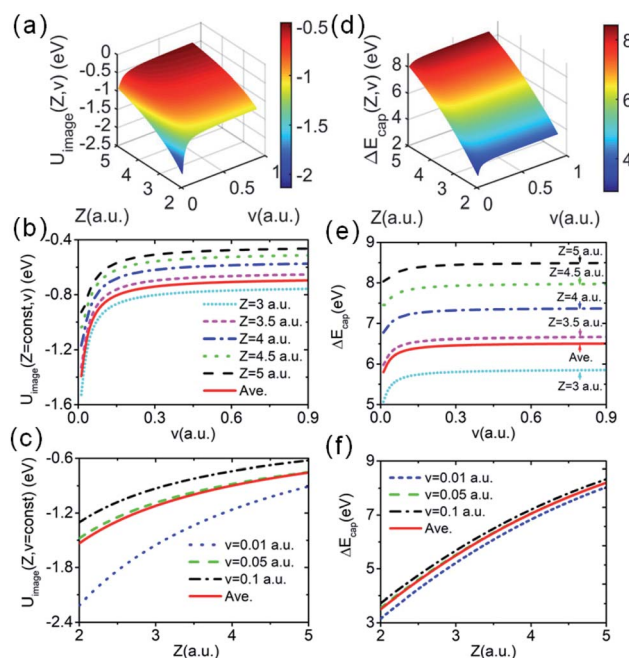 (a)
U_image(Z,v) (eV)
0
-0.5
-1
-1.5
-2
-2.5
5
4
3
2
Z(a.u.)
0
0.5
1
v(a.u.)
-0.5
-1
-1.5
-2
(d)
ΔE_cap(Z,v) (eV)
8
6
4
2
5
4
3
2
Z(a.u.)
0
0.5
1
v(a.u.)
8
6
4
(b)
U_image(Z=const,v) (eV)
-0.4
-0.8
-1.2
-1.6
Z=3 a.u.
Z=3.5 a.u.
Z=4 a.u.
Z=4.5 a.u.
Z=5 a.u.
Ave.
0.0 0.3 0.6 0.9
v(a.u.)
(e)
ΔE_cap(eV)
9
8
7
6
5
Z=5 a.u.
Z=4.5 a.u.
Z=4 a.u.
Z=3.5 a.u.
Ave.
Z=3 a.u.
0.0 0.3 0.6 0.9
v(a.u.)
(c)
U_image(Z,v=const) (eV)
-0.6
-1.2
-1.8
-2.4
v=0.01 a.u.
v=0.05 a.u.
v=0.1 a.u.
Ave.
2 3 4 5
Z(a.u.)
(f)
ΔE_cap(eV)
9
7
5
3
v=0.01 a.u.
v=0.05 a.u.
v=0.1 a.u.
Ave.
2 3 4 5
Z(a.u.)